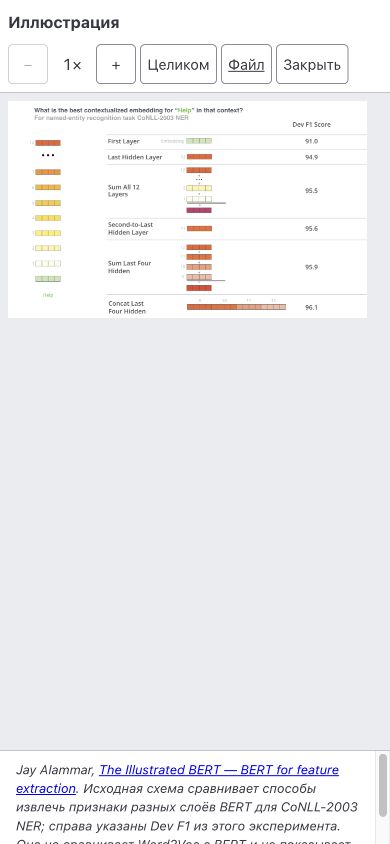 Иллюстрация
− 1× + Целиком Файл Закрыть
What is the best contextualized embedding for “Help” in that context?
For named-entity recognition task CoNLL-2003 NER
Dev F1 Score
First Layer Embedding 91.0
Last Hidden Layer 12 94.9
Sum All 12
Layers
95.5
Second-to-Last
Hidden Layer
95.6
Sum Last Four
Hidden
95.9
Help
Concat Last
Four Hidden
96.1
Jay Alammar, The Illustrated BERT — BERT for feature
extraction. Исходная схема сравнивает способы
извлечь признаки разных слоёв BERT для CoNLL-2003
NER; справа указаны Dev F1 из этого эксперимента.